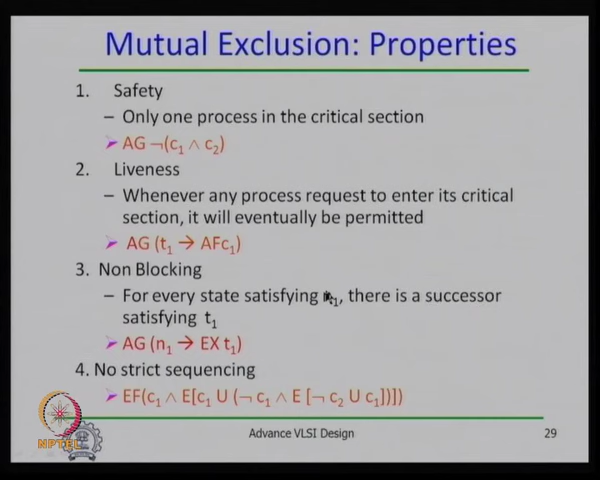 Mutual Exclusion: Properties
1. Safety
– Only one process in the critical section
➢ AG ¬(c₁ ∧ c₂)
2. Liveness
– Whenever any process request to enter its critical
section, it will eventually be permitted
➢ AG (t₁ → AFc₁)
3. Non Blocking
– For every state satisfying n₁, there is a successor
satisfying t₁
➢ AG (n₁ → EX t₁)
4. No strict sequencing
➢ EF(c₁ ∧ E[c₁ U (¬ c₁ ∧ E [¬ c₂ U c₁])])
NPTEL
Advance VLSI Design
29